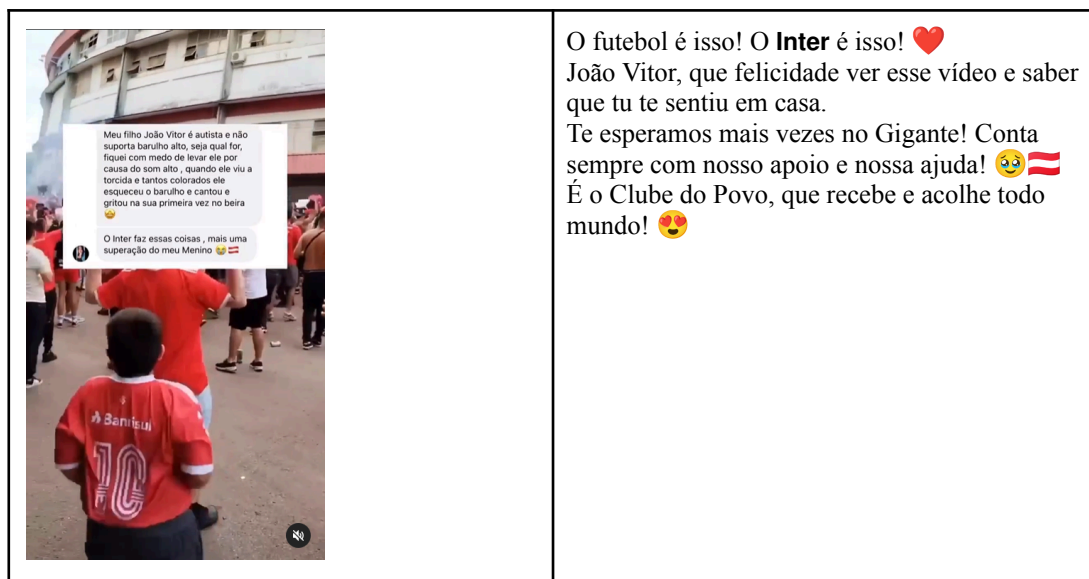 Meu filho João Vitor é autista e não
suporta barulho alto, seja qual for,
fiquei com medo de levar ele por
causa do som alto , quando ele viu a
torcida e tantos colorados ele
esqueceu o barulho e cantou e
gritou na sua primeira vez no beira
🤩
O Inter faz essas coisas , mais uma
superação do meu Menino 😭🇦🇹
Banrisul
10
O futebol é isso! O Inter é isso! ❤️
João Vitor, que felicidade ver esse vídeo e saber
que tu te sentiu em casa.
Te esperamos mais vezes no Gigante! Conta
sempre com nosso apoio e nossa ajuda! 🥹🇦🇹
É o Clube do Povo, que recebe e acolhe todo
mundo! 😍